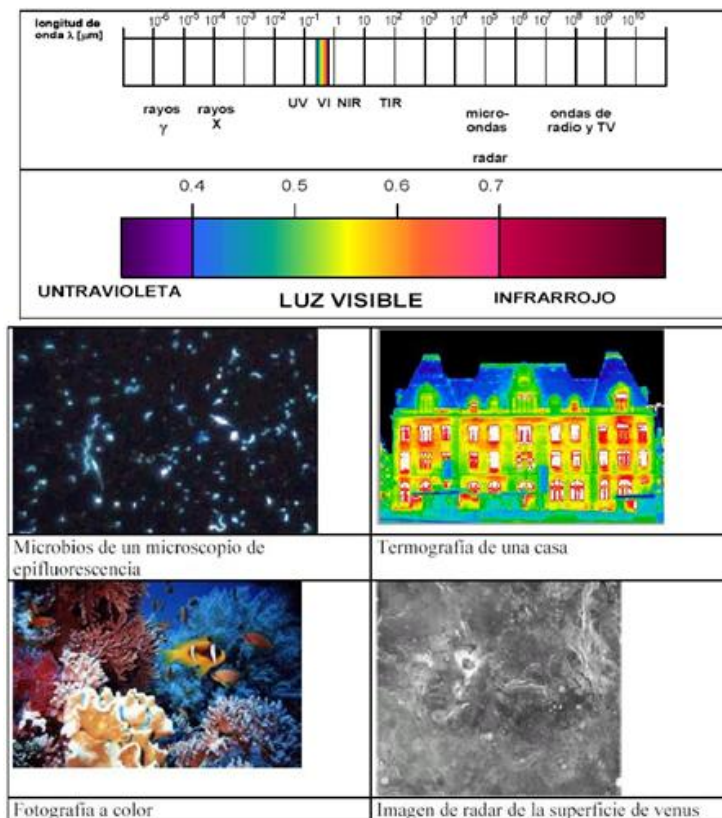 longitud de
onda λ [µm]
10⁻⁶ 10⁻⁵ 10⁻⁴ 10⁻³ 10⁻² 10⁻¹ 1 10 10² 10³ 10⁴ 10⁵ 10⁶ 10⁷ 10⁸ 10⁹ 10¹⁰
UV VI NIR TIR
rayos γ
rayos X
micro-
ondas
radar
ondas de
radio y TV
0.4 0.5 0.6 0.7
UNTRAVIOLETA LUZ VISIBLE INFRARROJO
Microbios de un microscopio de
epifluorescencia
Termografía de una casa
Fotografía a color
Imagen de radar de la superficie de venus